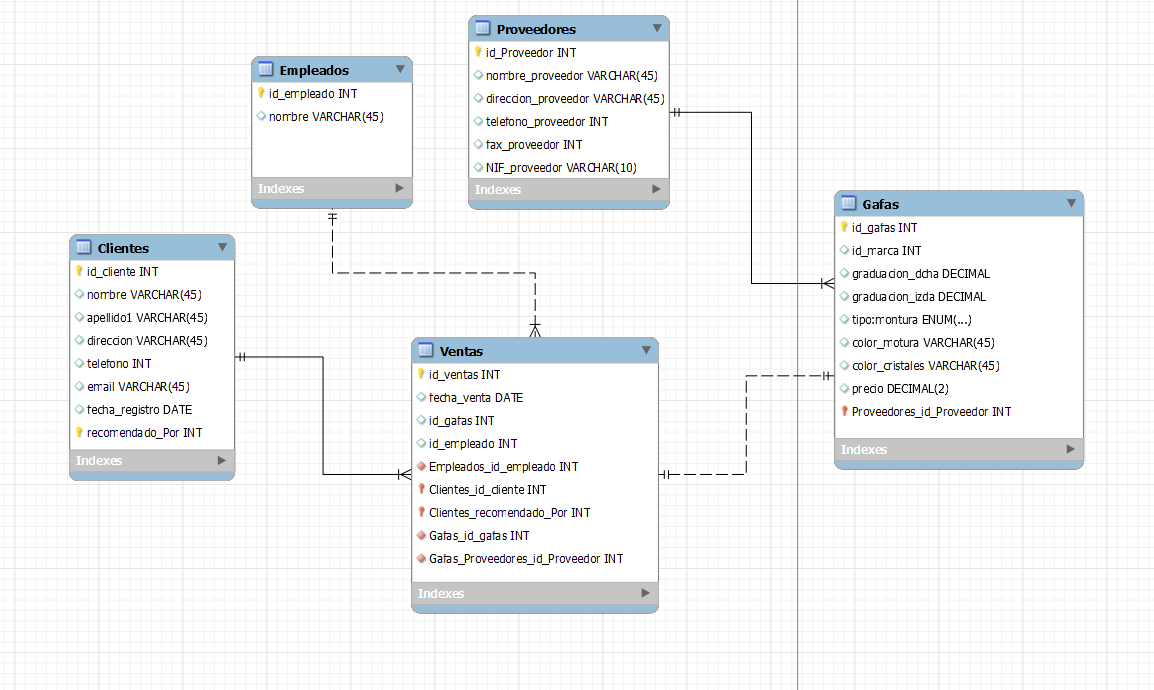 Proveedores
id_Proveedor INT
nombre_proveedor VARCHAR(45)
direccion_proveedor VARCHAR(45)
telefono_proveedor INT
fax_proveedor INT
NIF_proveedor VARCHAR(10)
Indexes
Empleados
id_empleado INT
nombre VARCHAR(45)
Indexes
Gafas
id_gafas INT
id_marca INT
graduacion_dcha DECIMAL
graduacion_izda DECIMAL
tipo:montura ENUM(...)
color_motura VARCHAR(45)
color_cristales VARCHAR(45)
precio DECIMAL(2)
Proveedores_id_Proveedor INT
Indexes
Clientes
id_cliente INT
nombre VARCHAR(45)
apellido1 VARCHAR(45)
direccion VARCHAR(45)
telefono INT
email VARCHAR(45)
fecha_registro DATE
recomendado_Por INT
Indexes
Ventas
id_ventas INT
fecha_venta DATE
id_gafas INT
id_empleado INT
Empleados_id_empleado INT
Clientes_id_cliente INT
Clientes_recomendado_Por INT
Gafas_id_gafas INT
Gafas_Proveedores_id_Proveedor INT
Indexes